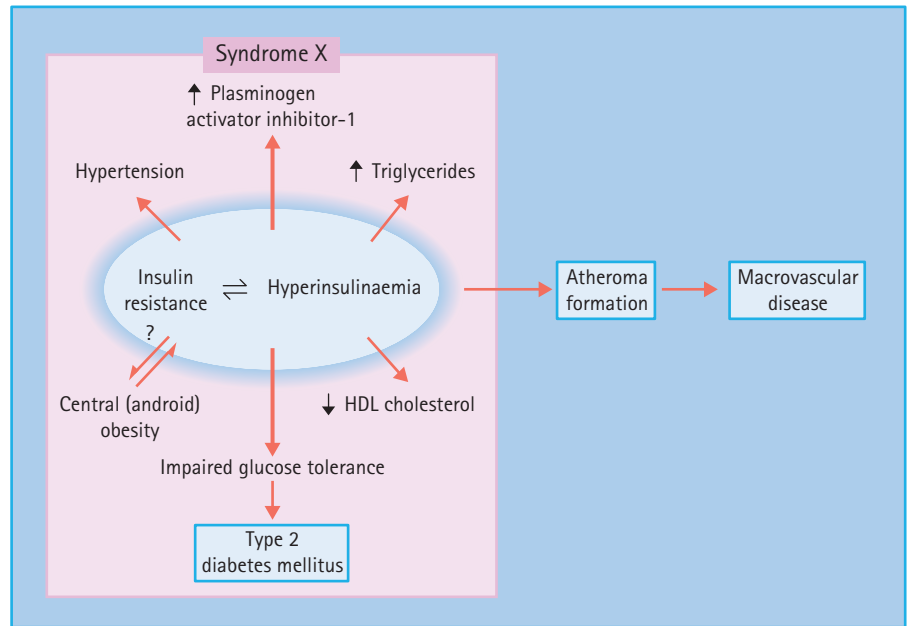 Syndrome X
↑ Plasminogen
activator inhibitor-1
Hypertension
↑ Triglycerides
Insulin
resistance
⇌
Hyperinsulinaemia
?
Atheroma
formation
Macrovascular
disease
Central (android)
obesity
↓ HDL cholesterol
Impaired glucose tolerance
Type 2
diabetes mellitus